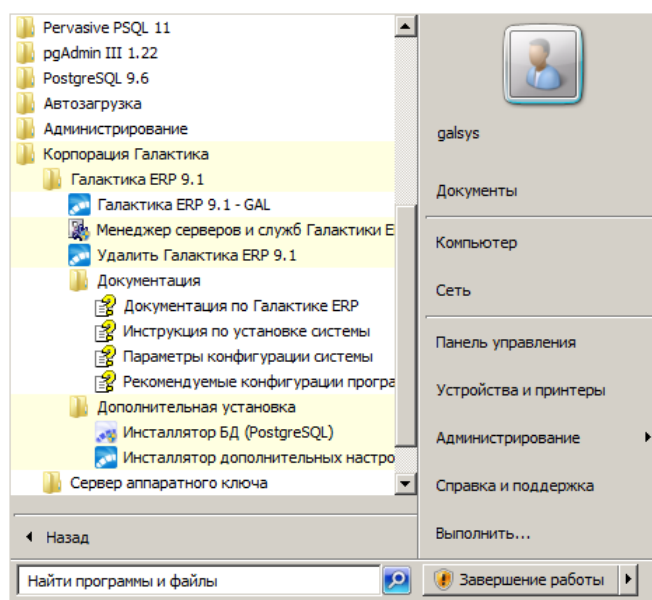 Pervasive PSQL 11
pgAdmin III 1.22
PostgreSQL 9.6
Автозагрузка
Администрирование
Корпорация Галактика
Галактика ERP 9.1
Галактика ERP 9.1 - GAL
Менеджер серверов и служб Галактики E
Удалить Галактика ERP 9.1
Документация
Документация по Галактике ERP
Инструкция по установке системы
Параметры конфигурации системы
Рекомендуемые конфигурации програ
Дополнительная установка
Инсталлятор БД (PostgreSQL)
Инсталлятор дополнительных настро
Сервер аппаратного ключа
Назад
Найти программы и файлы
galsys
Документы
Компьютер
Сеть
Панель управления
Устройства и принтеры
Администрирование
Справка и поддержка
Выполнить...
Завершение работы